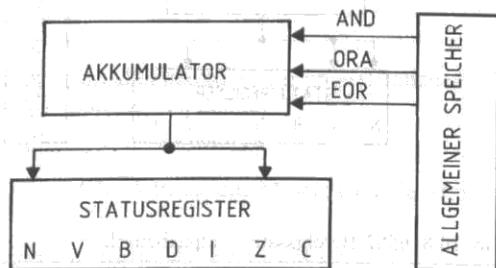 AND
AKKUMULATOR
ORA
EOR
ALLGEMEINER SPEICHER
STATUSREGISTER
N V B D I Z C